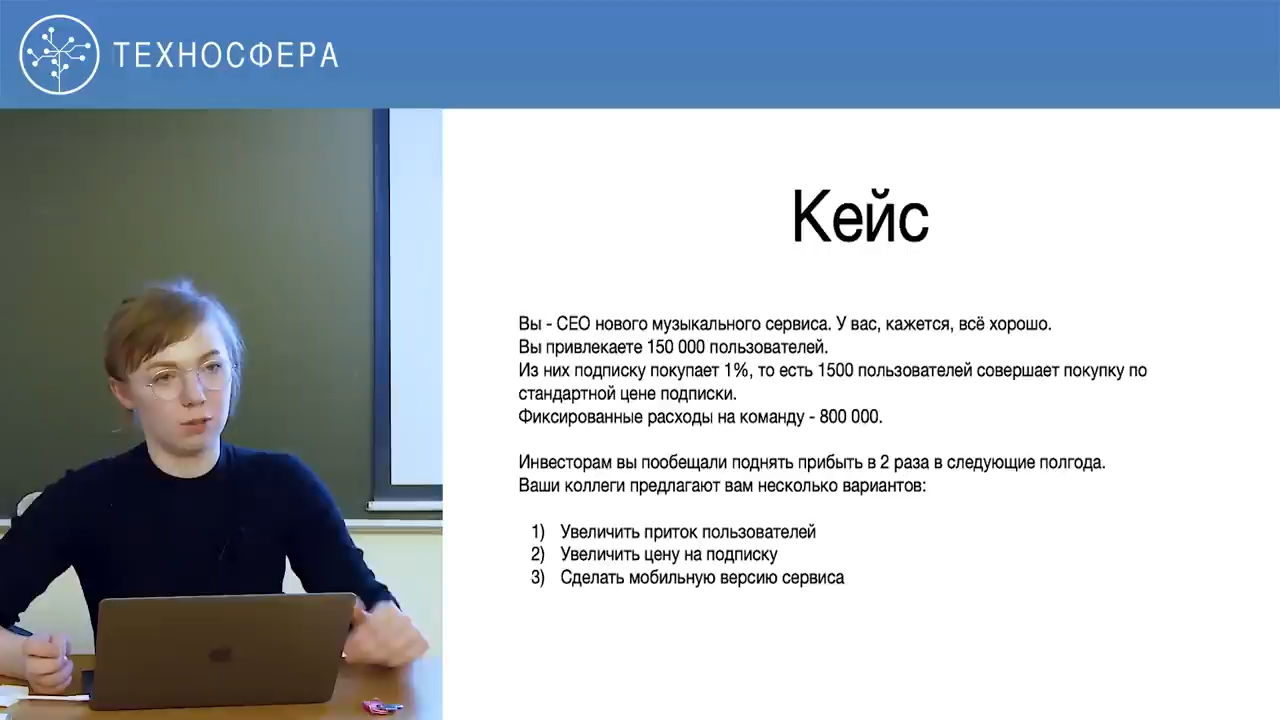 ТЕХНОСФЕРА
Кейс
Вы - CEO нового музыкального сервиса. У вас, кажется, всё хорошо.
Вы привлекаете 150 000 пользователей.
Из них подписку покупает 1%, то есть 1500 пользователей совершает покупку по
стандартной цене подписки.
Фиксированные расходы на команду - 800 000.
Инвесторам вы пообещали поднять прибыть в 2 раза в следующие полгода.
Ваши коллеги предлагают вам несколько вариантов:
1) Увеличить приток пользователей
2) Увеличить цену на подписку
3) Сделать мобильную версию сервиса